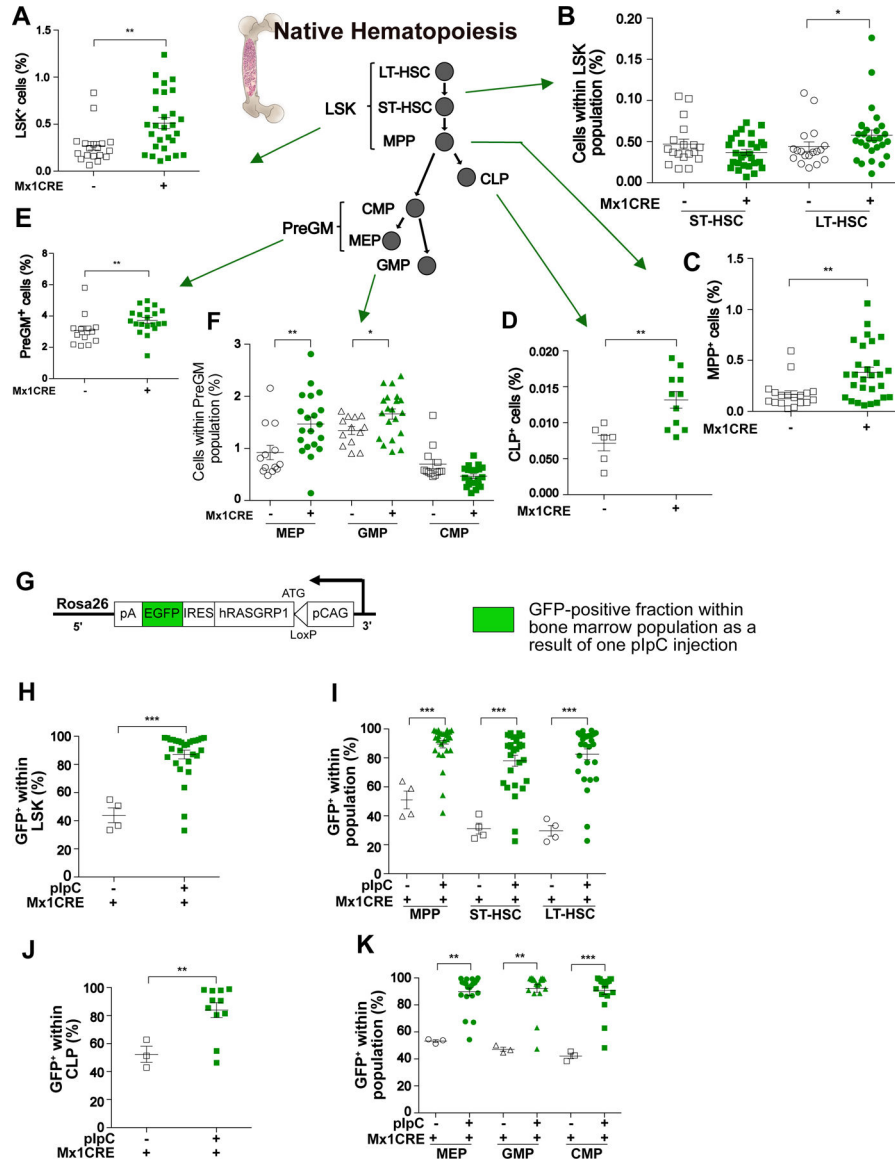 A
**
LSK⁺ cells (%)
1.5
1.0
0.5
0.0
Mx1CRE
-
+
Native Hematopoiesis
LT-HSC
LSK
ST-HSC
MPP
CLP
CMP
PreGM
MEP
GMP
B
*
Cells within LSK
population (%)
0.20
0.15
0.10
0.05
0.00
-
+
-
+
Mx1CRE
ST-HSC
LT-HSC
E
**
PreGM⁺ cells (%)
8
6
4
2
0
-
+
Mx1CRE
C
**
MPP⁺ cells (%)
1.5
1.0
0.5
0.0
-
+
Mx1CRE
F
**
*
Cells within PreGM
population (%)
3
2
1
0
-
+
-
+
-
+
Mx1CRE
MEP
GMP
CMP
D
**
CLP⁺ cells (%)
0.020
0.015
0.010
0.005
0.000
-
+
Mx1CRE
G
Rosa26
5'
pA
EGFP
IRES
hRASGRP1
ATG
LoxP
pCAG
3'
GFP-positive fraction within
bone marrow population as a
result of one pIpC injection
H
***
GFP⁺ within
LSK (%)
100
80
60
40
20
0
pIpC
-
+
Mx1CRE
+
+
I
***
***
***
GFP⁺ within
population (%)
100
80
60
40
20
0
pIpC
-
+
-
+
-
+
Mx1CRE
+
+
+
+
+
+
MPP
ST-HSC
LT-HSC
J
**
GFP⁺ within
CLP (%)
100
80
60
40
20
0
pIpC
-
+
Mx1CRE
+
+
K
**
**
***
GFP⁺ within
population (%)
100
80
60
40
20
0
pIpC
-
+
-
+
-
+
Mx1CRE
+
+
+
+
+
+
MEP
GMP
CMP